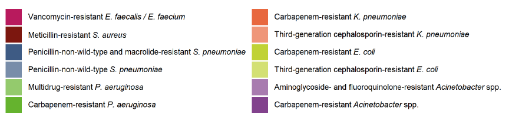 Vancomycin-resistant E. faecalis / E. faecium
Meticillin-resistant S. aureus
Penicillin-non-wild-type and macrolide-resistant S. pneumoniae
Penicillin-non-wild-type S. pneumoniae
Multidrug-resistant P. aeruginosa
Carbapenem-resistant P. aeruginosa
Carbapenem-resistant K. pneumoniae
Third-generation cephalosporin-resistant K. pneumoniae
Carbapenem-resistant E. coli
Third-generation cephalosporin-resistant E. coli
Aminoglycoside- and fluoroquinolone-resistant Acinetobacter spp.
Carbapenem-resistant Acinetobacter spp.